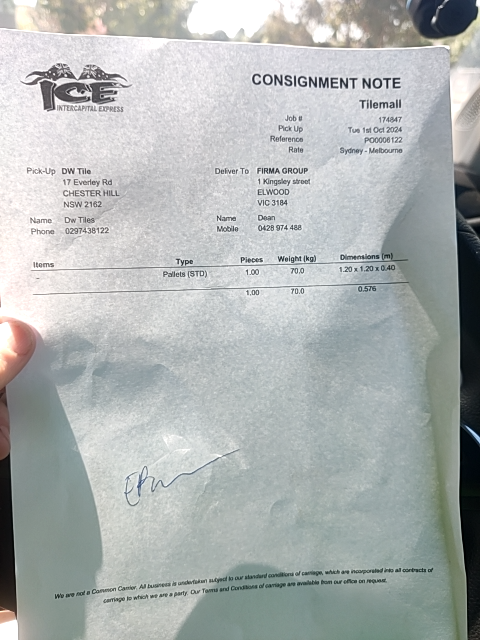 ICE
INTERCAPITAL EXPRESS
CONSIGNMENT NOTE
Tilemall
Job # 174847
Pick Up Tue 1st Oct 2024
Reference PO0006122
Rate Sydney - Melbourne
Pick-Up DW Tile
17 Everley Rd
CHESTER HILL
NSW 2162
Name Dw Tiles
Phone 0297438122
Deliver To FIRMA GROUP
1 Kingsley street
ELWOOD
VIC 3184
Name Dean
Mobile 0428 974 488
Items Type Pieces Weight (kg) Dimensions (m)
- Pallets (STD) 1.00 70.0 1.20 x 1.20 x 0.40
1.00 70.0 0.576
We are not a Common Carrier. All business is undertaken subject to our standard conditions of carriage, which are incorporated into all contracts of
carriage to which we are a party. Our Terms and Conditions of carriage are available from our office on request.